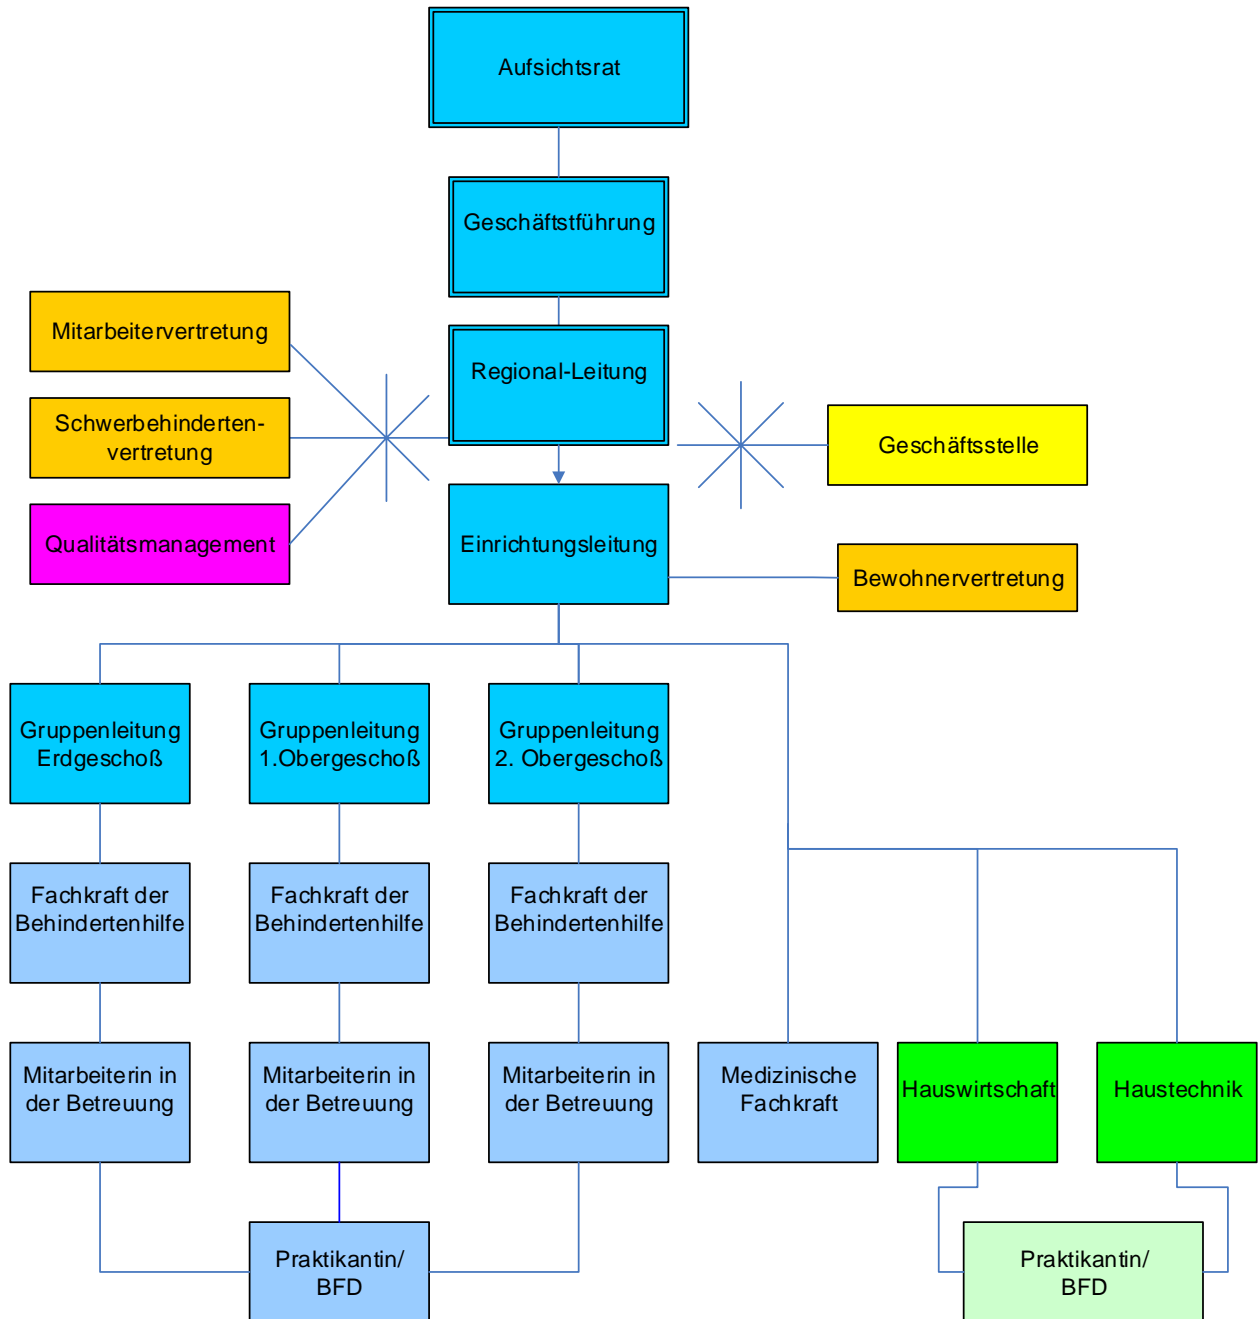 Aufsichtsrat
Geschäftstführung
Mitarbeitervertretung
Regional-Leitung
Schwerbehinderten-
vertretung
Geschäftsstelle
Qualitätsmanagement
Einrichtungsleitung
Bewohnervertretung
Gruppenleitung
Erdgeschoß
Gruppenleitung
1.Obergeschoß
Gruppenleitung
2. Obergeschoß
Fachkraft der
Behindertenhilfe
Fachkraft der
Behindertenhilfe
Fachkraft der
Behindertenhilfe
Mitarbeiterin in
der Betreuung
Mitarbeiterin in
der Betreuung
Mitarbeiterin in
der Betreuung
Medizinische
Fachkraft
Hauswirtschaft
Haustechnik
Praktikantin/
BFD
Praktikantin/
BFD